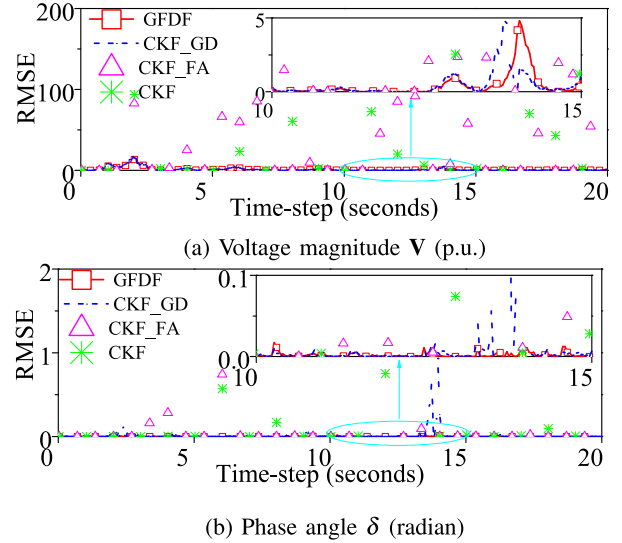 200
100
0
RMSE
GFDF
CKF_GD
CKF_FA
CKF
5
0
10
15
0
5
10
15
20
Time-step (seconds)
(a) Voltage magnitude V (p.u.)
2
1
0
RMSE
GFDF
CKF_GD
CKF_FA
CKF
0.1
0.0
10
15
0
5
10
15
20
Time-step (seconds)
(b) Phase angle δ (radian)